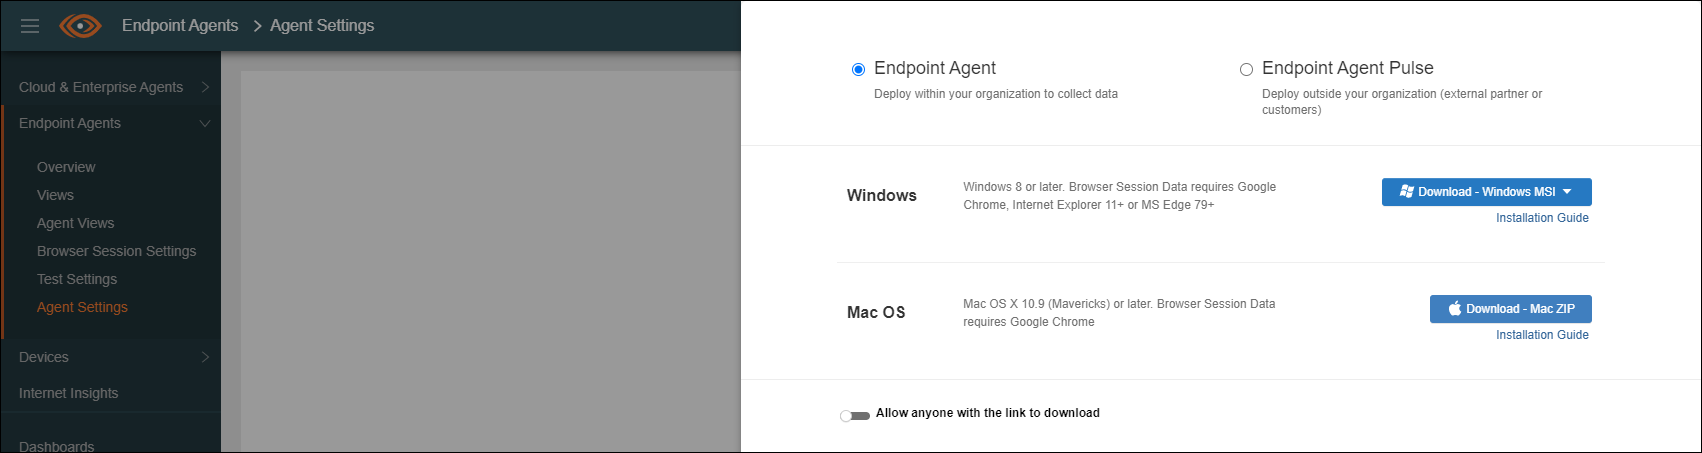 Endpoint Agents > Agent Settings
Cloud & Enterprise Agents
Endpoint Agents
Overview
Views
Agent Views
Browser Session Settings
Test Settings
Agent Settings
Devices
Internet Insights
Dashboards
Endpoint Agent
Deploy within your organization to collect data
Endpoint Agent Pulse
Deploy outside your organization (external partner or
customers)
Windows
Windows 8 or later. Browser Session Data requires Google
Chrome, Internet Explorer 11+ or MS Edge 79+
Download - Windows MSI
Installation Guide
Mac OS
Mac OS X 10.9 (Mavericks) or later. Browser Session Data
requires Google Chrome
Download - Mac ZIP
Installation Guide
Allow anyone with the link to download